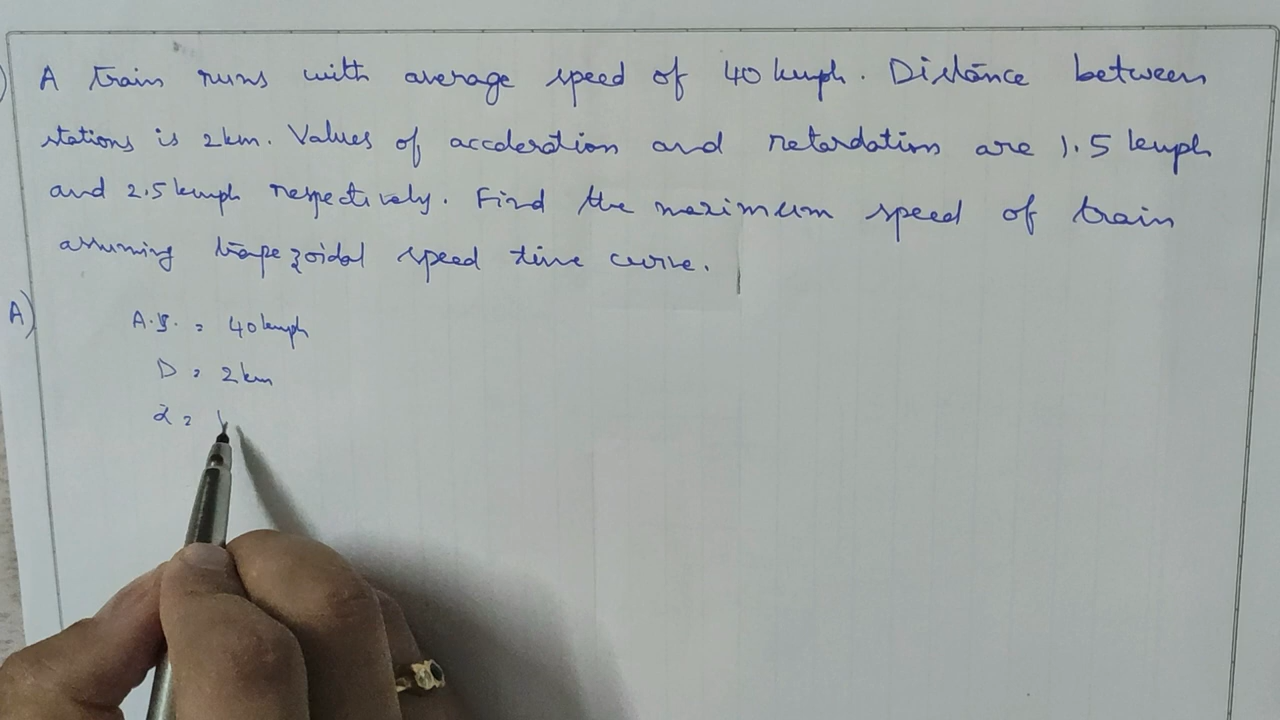 A train runs with average speed of 40 kmph. Distance between
stations is 2km. Values of acceleration and retardation are 1.5 kmph
and 2.5 kmph respectively. Find the maximum speed of train
assuming trapezoidal speed time curve.
A)
A.S. = 40 kmph
D = 2 km
α =